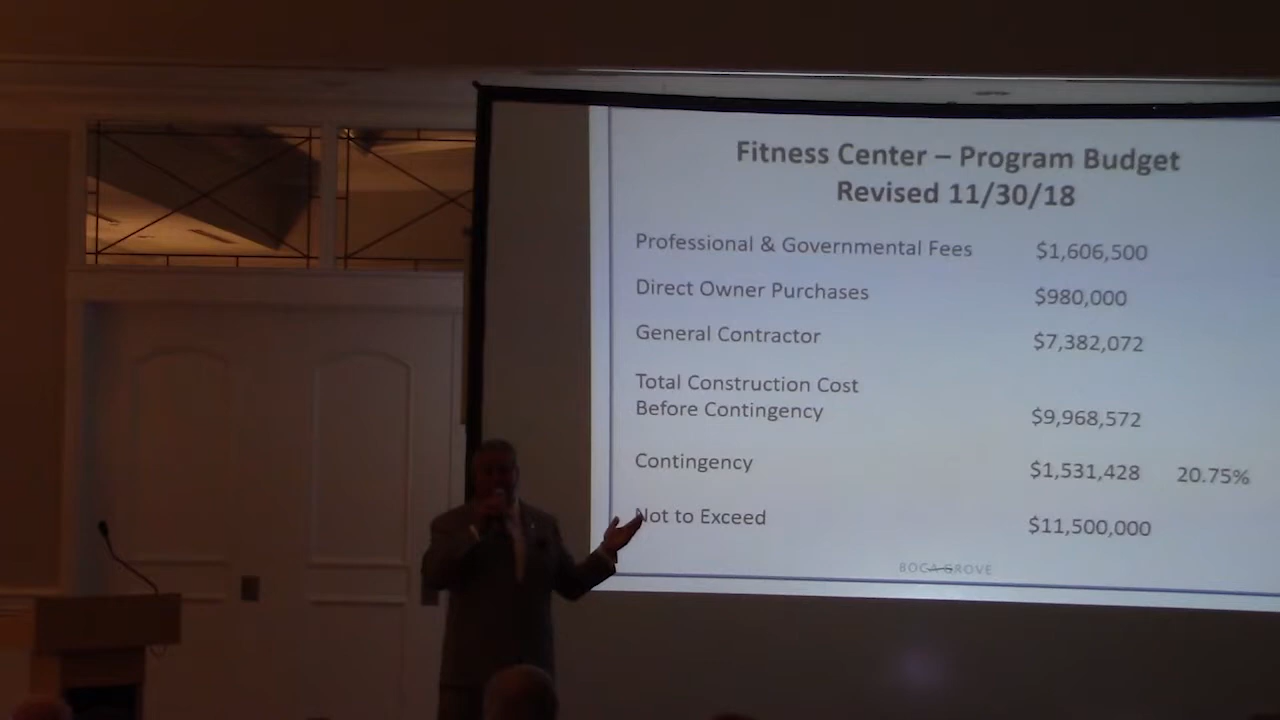 Fitness Center – Program Budget
Revised 11/30/18
Professional & Governmental Fees $1,606,500
Direct Owner Purchases $980,000
General Contractor $7,382,072
Total Construction Cost
Before Contingency $9,968,572
Contingency $1,531,428 20.75%
Not to Exceed $11,500,000
BOCA GROVE